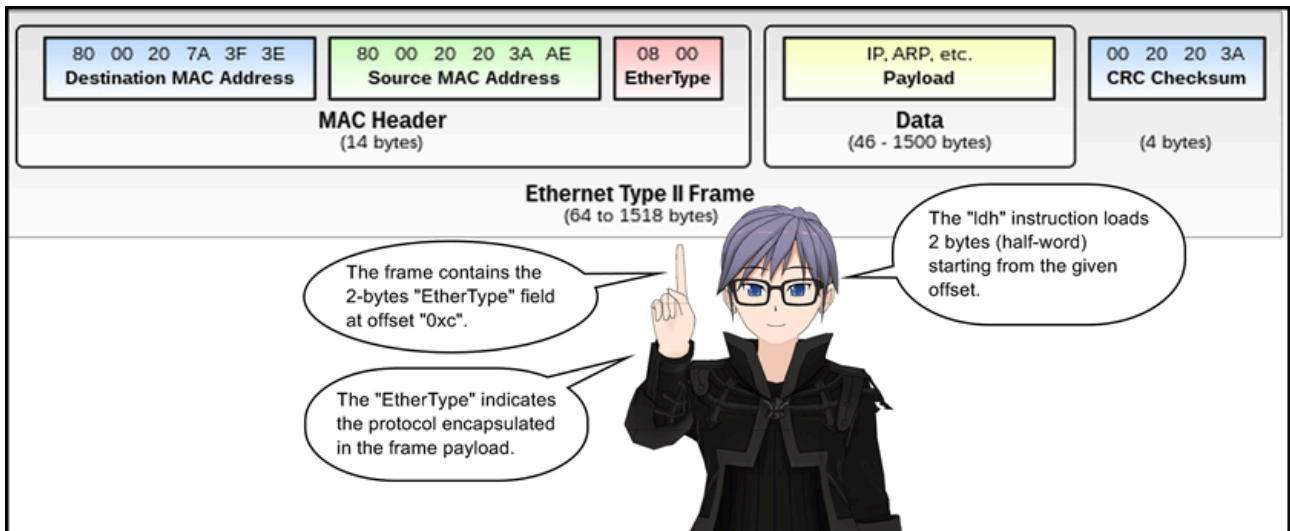 80 00 20 7A 3F 3E
Destination MAC Address
80 00 20 20 3A AE
Source MAC Address
08 00
EtherType
MAC Header
(14 bytes)
IP, ARP, etc.
Payload
Data
(46 - 1500 bytes)
00 20 20 3A
CRC Checksum
(4 bytes)
Ethernet Type II Frame
(64 to 1518 bytes)
The frame contains the
2-bytes "EtherType" field
at offset "0xc".
The "ldh" instruction loads
2 bytes (half-word)
starting from the given
offset.
The "EtherType" indicates
the protocol encapsulated
in the frame payload.